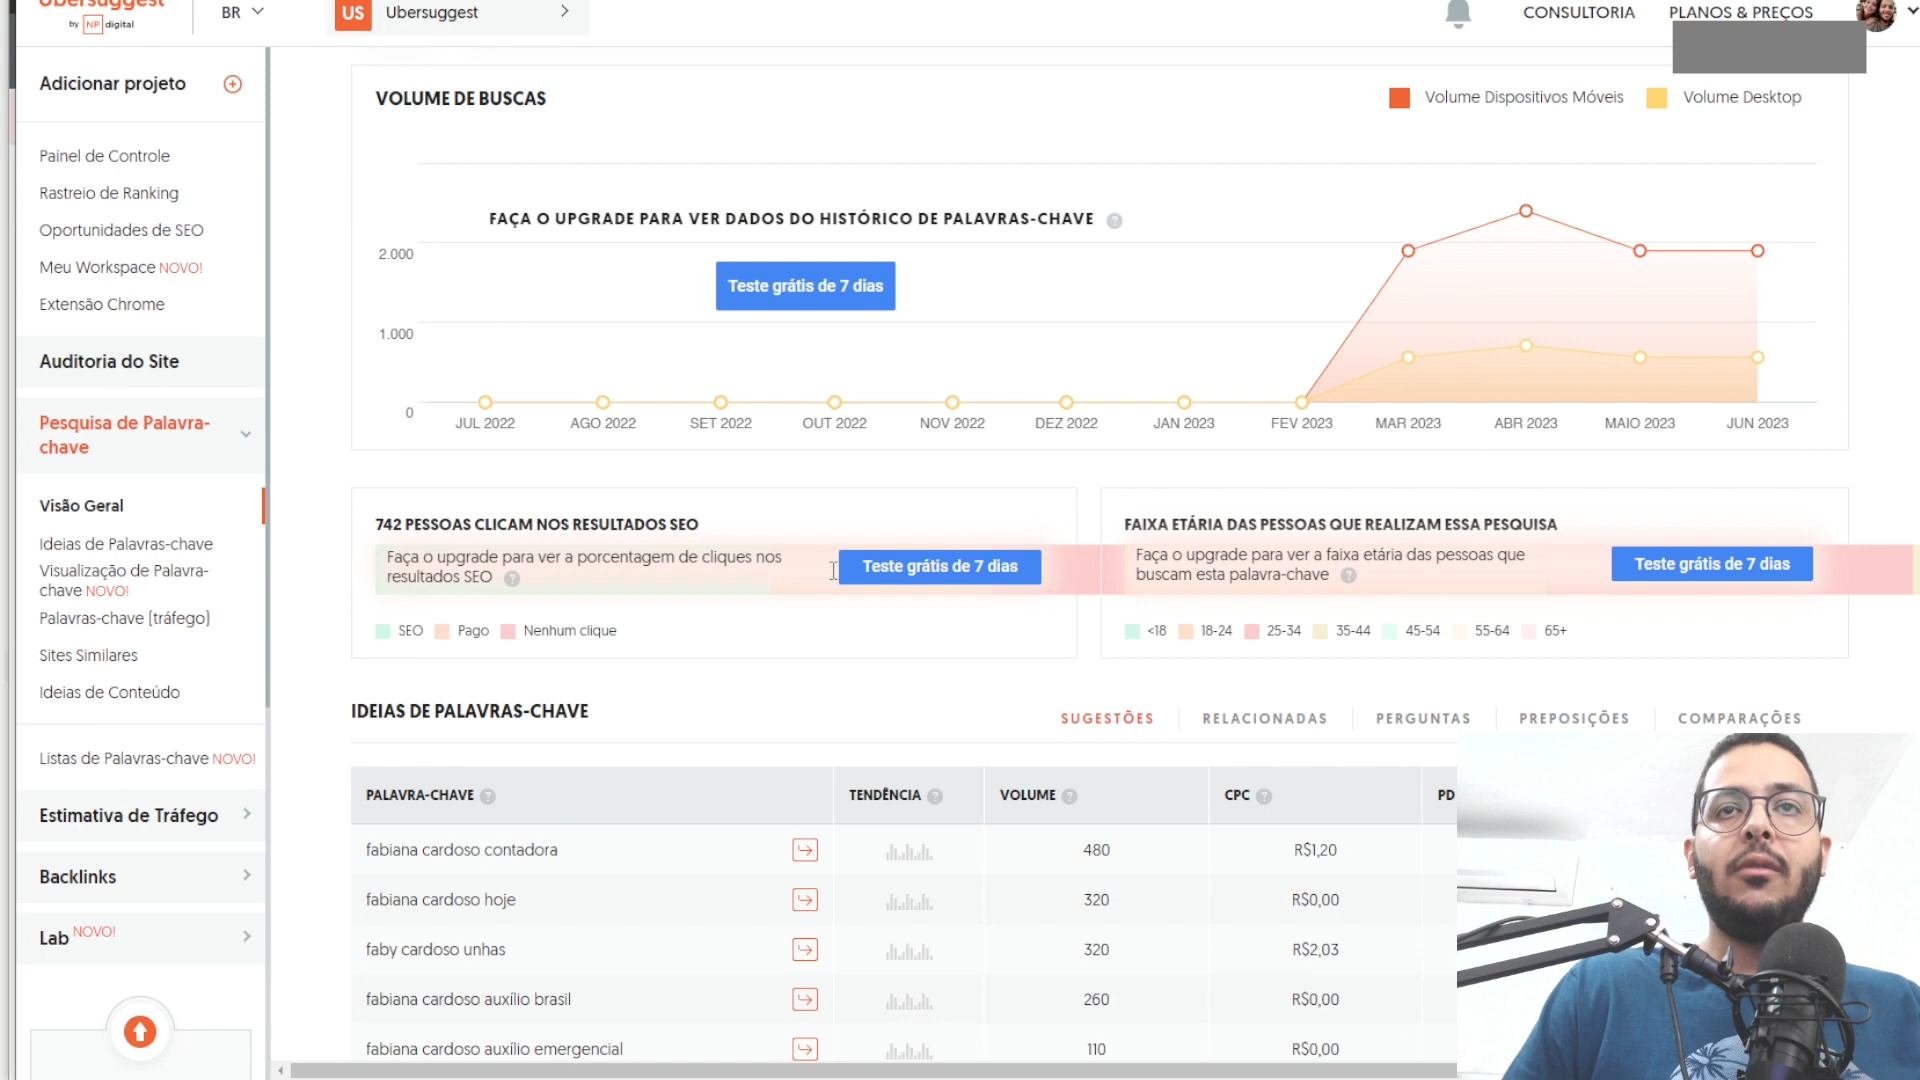 Ubersuggest
by NP digital
BR
US
Ubersuggest
CONSULTORIA
PLANOS & PREÇOS
Adicionar projeto
Painel de Controle
Rastreio de Ranking
Oportunidades de SEO
Meu Workspace NOVO!
Extensão Chrome
Auditoria do Site
Pesquisa de Palavra-
chave
Visão Geral
Ideias de Palavras-chave
Visualização de Palavra-
chave NOVO!
Palavras-chave (tráfego)
Sites Similares
Ideias de Conteúdo
Listas de Palavras-chave NOVO!
Estimativa de Tráfego
Backlinks
Lab NOVO!
VOLUME DE BUSCAS
Volume Dispositivos Móveis
Volume Desktop
FAÇA O UPGRADE PARA VER DADOS DO HISTÓRICO DE PALAVRAS-CHAVE ?
Teste grátis de 7 dias
2.000
1.000
0
JUL 2022
AGO 2022
SET 2022
OUT 2022
NOV 2022
DEZ 2022
JAN 2023
FEV 2023
MAR 2023
ABR 2023
MAIO 2023
JUN 2023
742 PESSOAS CLICAM NOS RESULTADOS SEO
Faça o upgrade para ver a porcentagem de cliques nos
resultados SEO ?
Teste grátis de 7 dias
SEO
Pago
Nenhum clique
FAIXA ETÁRIA DAS PESSOAS QUE REALIZAM ESSA PESQUISA
Faça o upgrade para ver a faixa etária das pessoas que
buscam esta palavra-chave ?
Teste grátis de 7 dias
<18
18-24
25-34
35-44
45-54
55-64
65+
IDEIAS DE PALAVRAS-CHAVE
SUGESTÕES
RELACIONADAS
PERGUNTAS
PREPOSIÇÕES
COMPARAÇÕES
PALAVRA-CHAVE ?
TENDÊNCIA ?
VOLUME ?
CPC ?
PD
fabiana cardoso contadora
480
R$1,20
fabiana cardoso hoje
320
R$0,00
faby cardoso unhas
320
R$2,03
fabiana cardoso auxílio brasil
260
R$0,00
fabiana cardoso auxílio emergencial
110
R$0,00